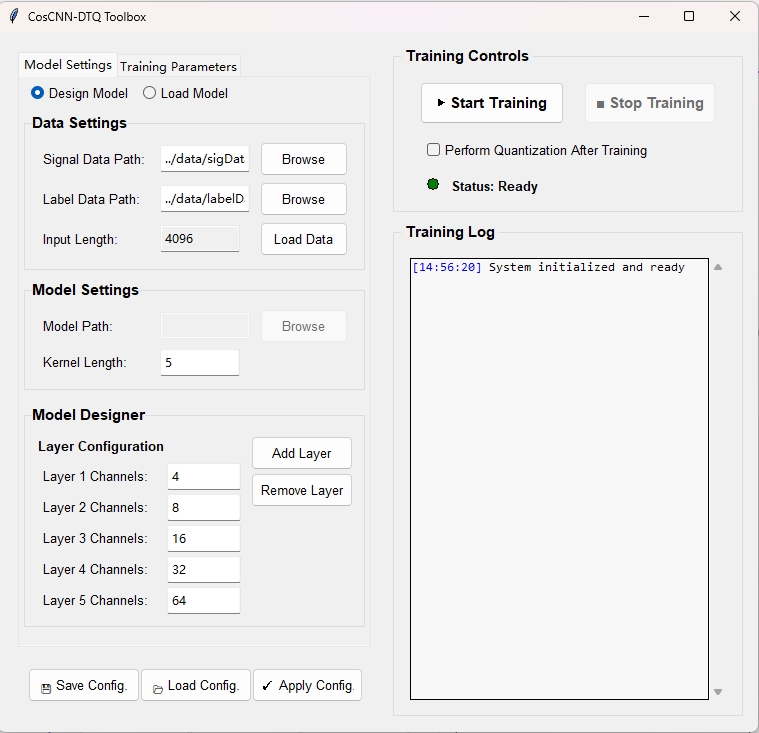 CosCNN-DTQ Toolbox
Model Settings Training Parameters
Design Model Load Model
Data Settings
Signal Data Path: ../data/sigDat Browse
Label Data Path: ../data/labelD Browse
Input Length: 4096 Load Data
Model Settings
Model Path: Browse
Kernel Length: 5
Model Designer
Layer Configuration
Add Layer
Layer 1 Channels: 4
Remove Layer
Layer 2 Channels: 8
Layer 3 Channels: 16
Layer 4 Channels: 32
Layer 5 Channels: 64
Save Config. Load Config. ✓ Apply Config.
Training Controls
Start Training Stop Training
Perform Quantization After Training
Status: Ready
Training Log
[14:56:20] System initialized and ready